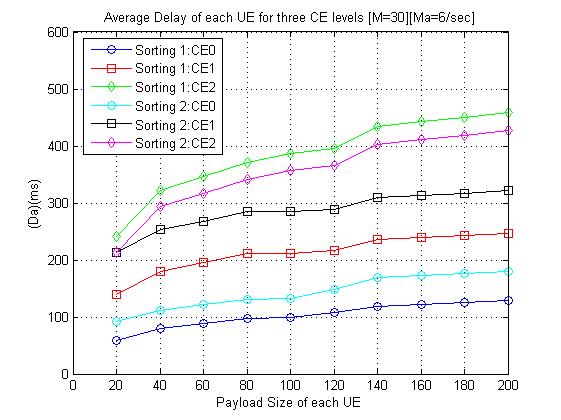 Average Delay of each UE for three CE levels [M=30][Ma=6/sec]
600
500
400
300
200
100
0
(Da)(ms)
Sorting 1:CE0
Sorting 1:CE1
Sorting 1:CE2
Sorting 2:CE0
Sorting 2:CE1
Sorting 2:CE2
0 20 40 60 80 100 120 140 160 180 200
Payload Size of each UE